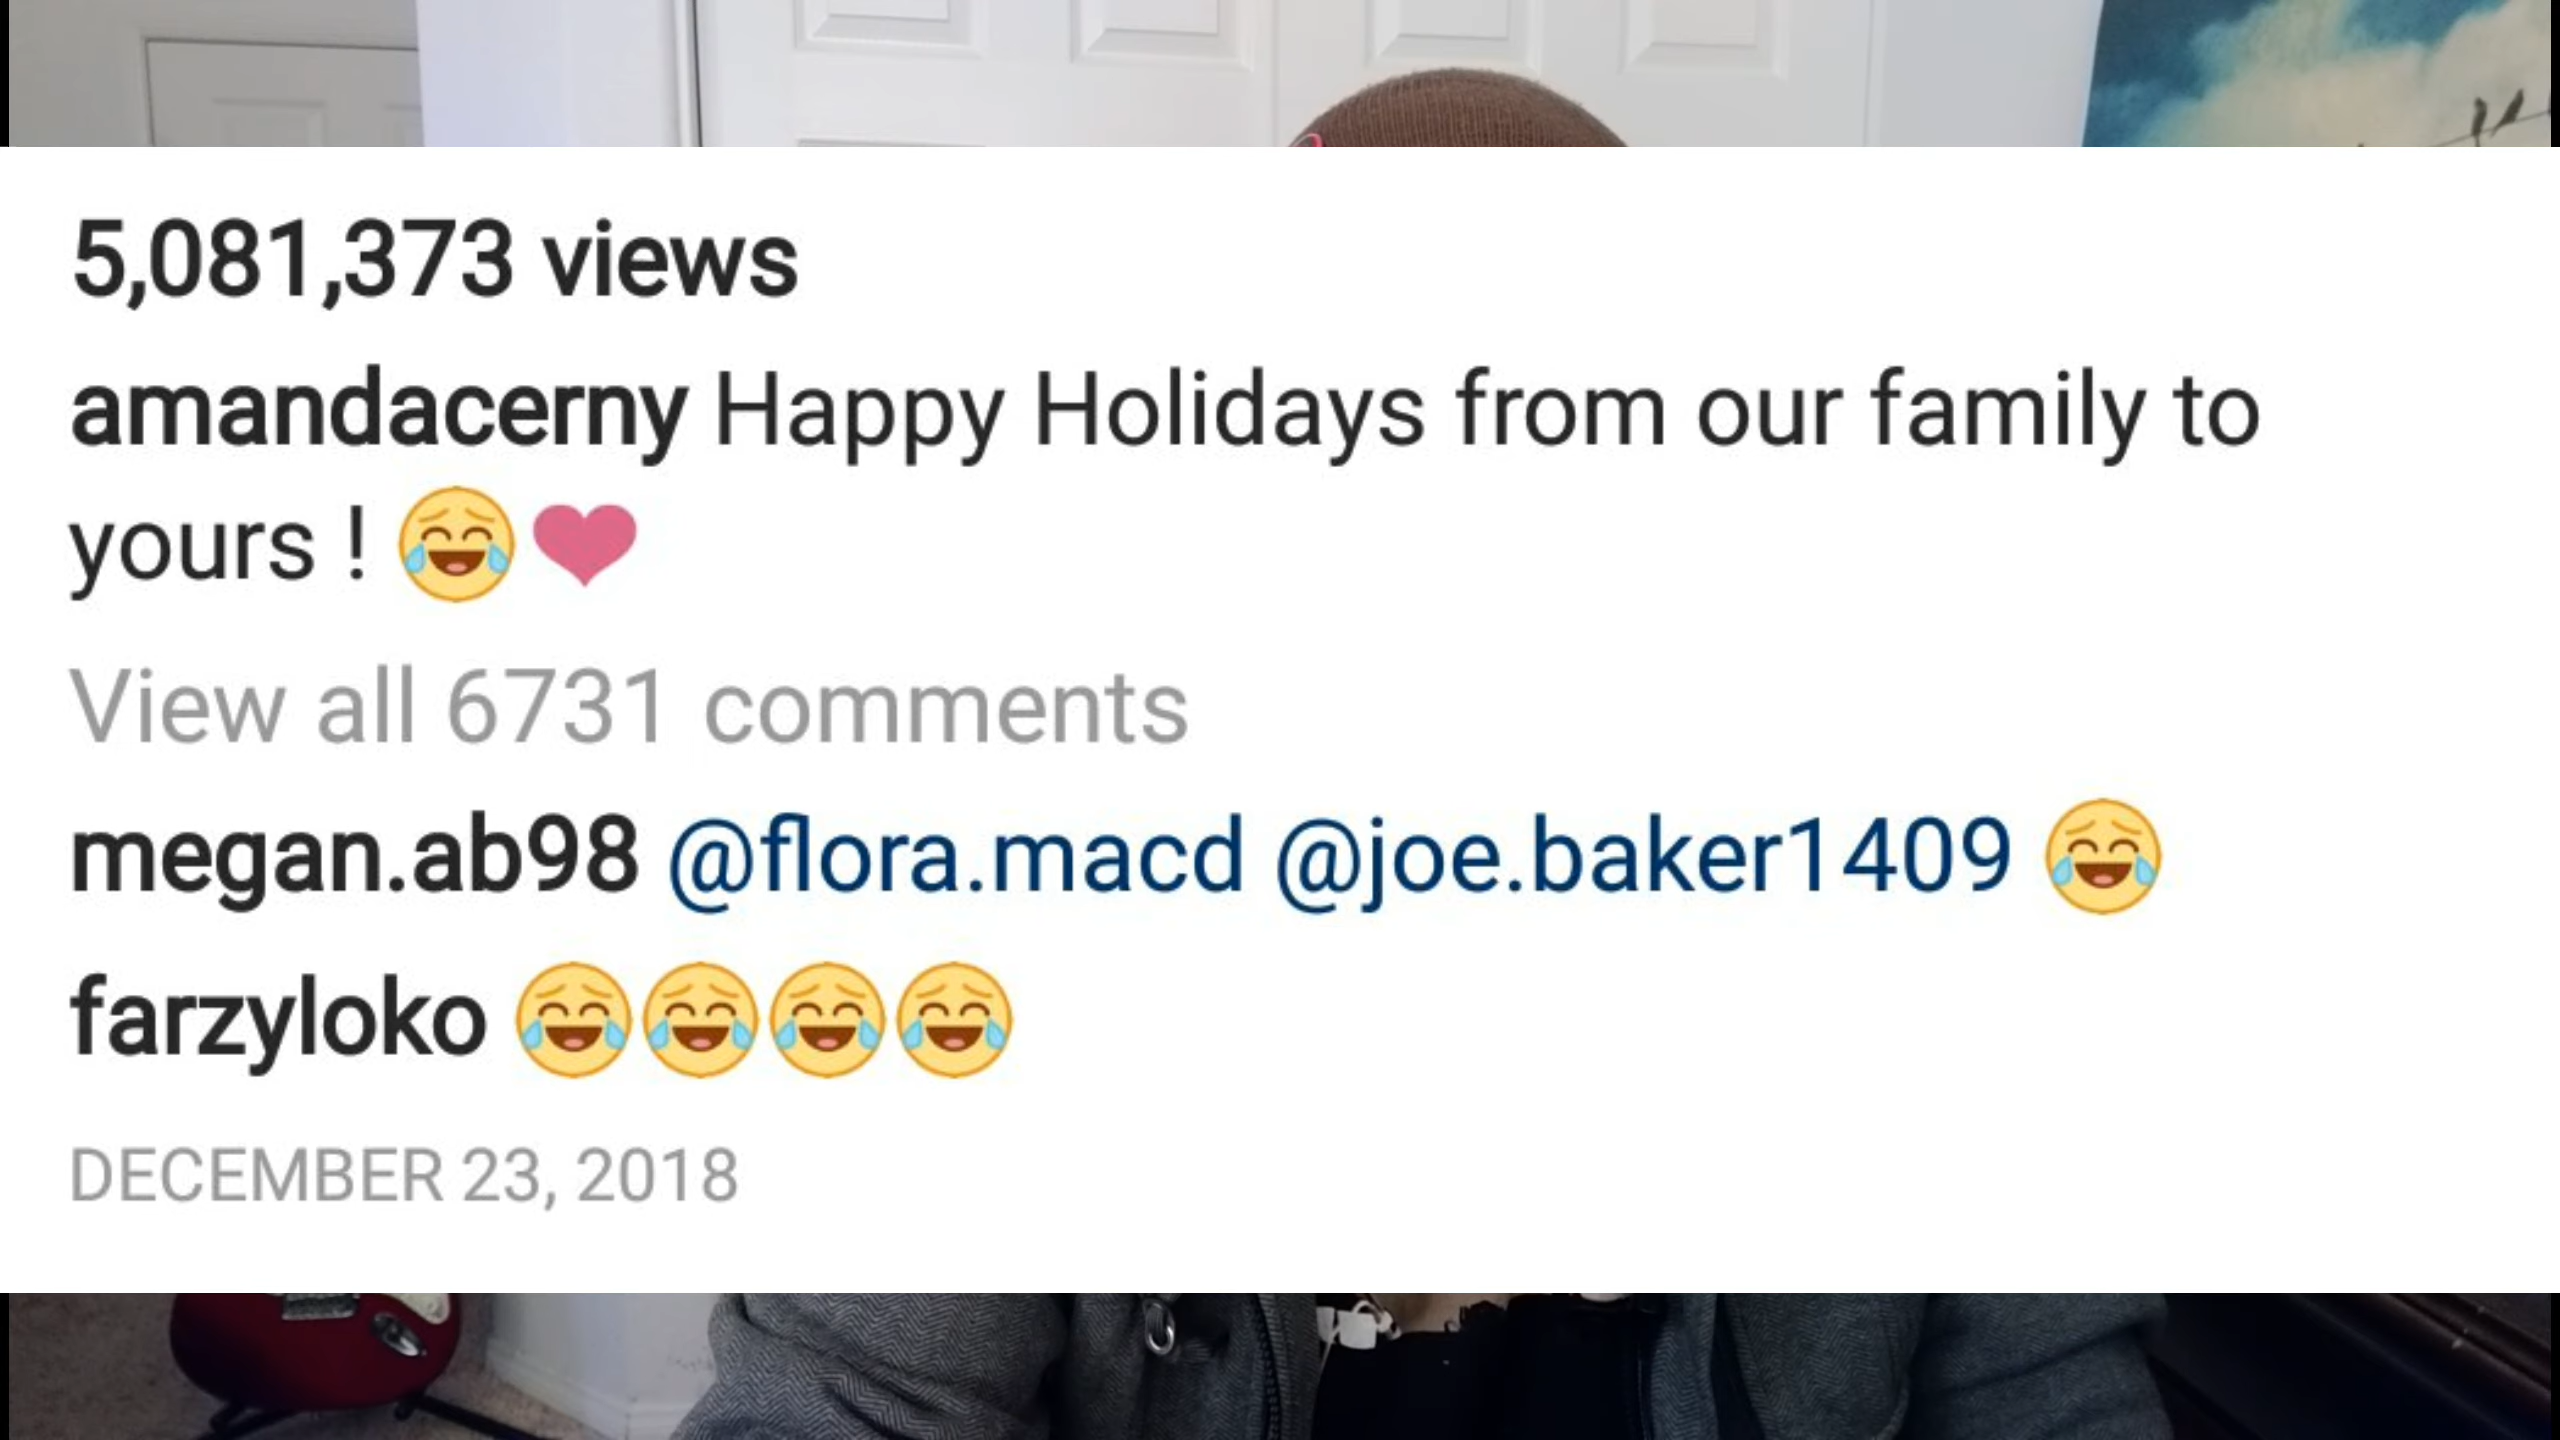 5,081,373 views
amandacerny Happy Holidays from our family to
yours ! 😂❤
View all 6731 comments
megan.ab98 @flora.macd @joe.baker1409 😂
farzyloko 😂😂😂😂
DECEMBER 23, 2018